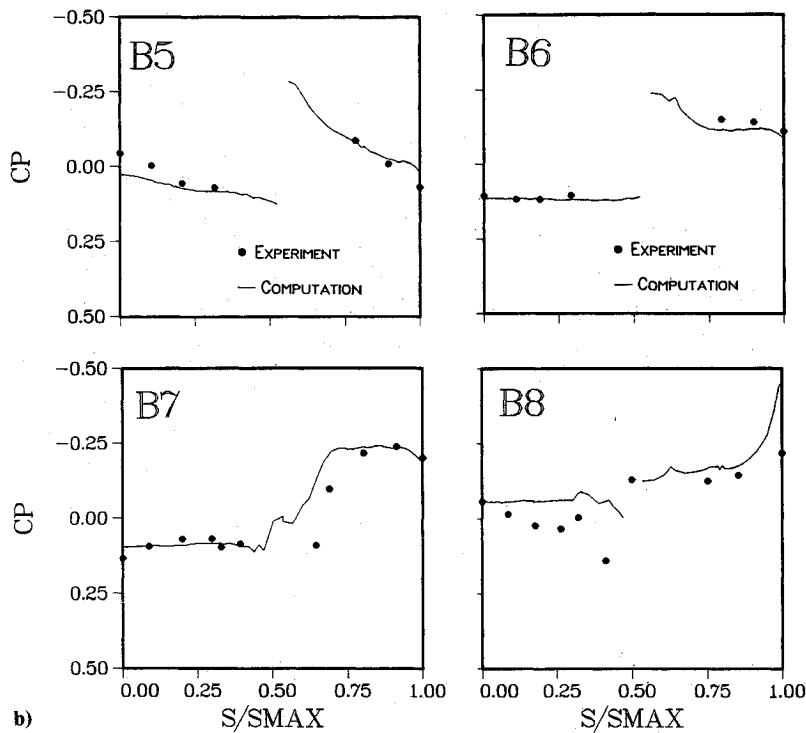 -0.50
-0.25
0.00
0.25
0.50
CP
B5
• EXPERIMENT
— COMPUTATION
B6
• EXPERIMENT
— COMPUTATION
-0.50
-0.25
0.00
0.25
0.50
CP
B7
0.00 0.25 0.50 0.75 1.00
S/SMAX
B8
0.00 0.25 0.50 0.75 1.00
S/SMAX
b)